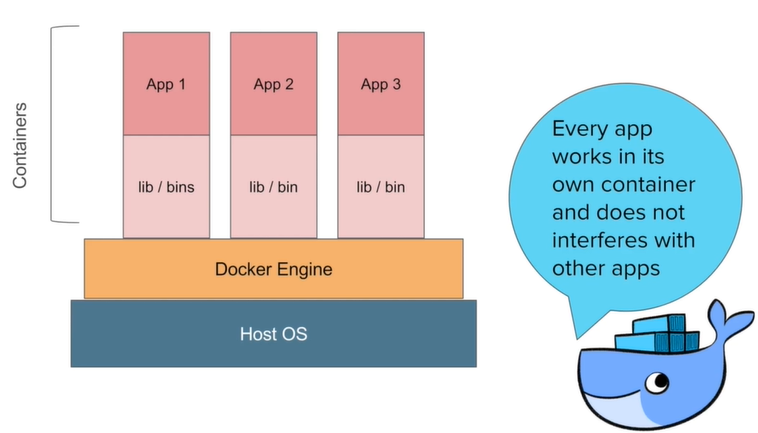 Containers
App 1
App 2
App 3
lib / bins
lib / bin
lib / bin
Docker Engine
Host OS
Every app
works in its
own container
and does not
interferes with
other apps